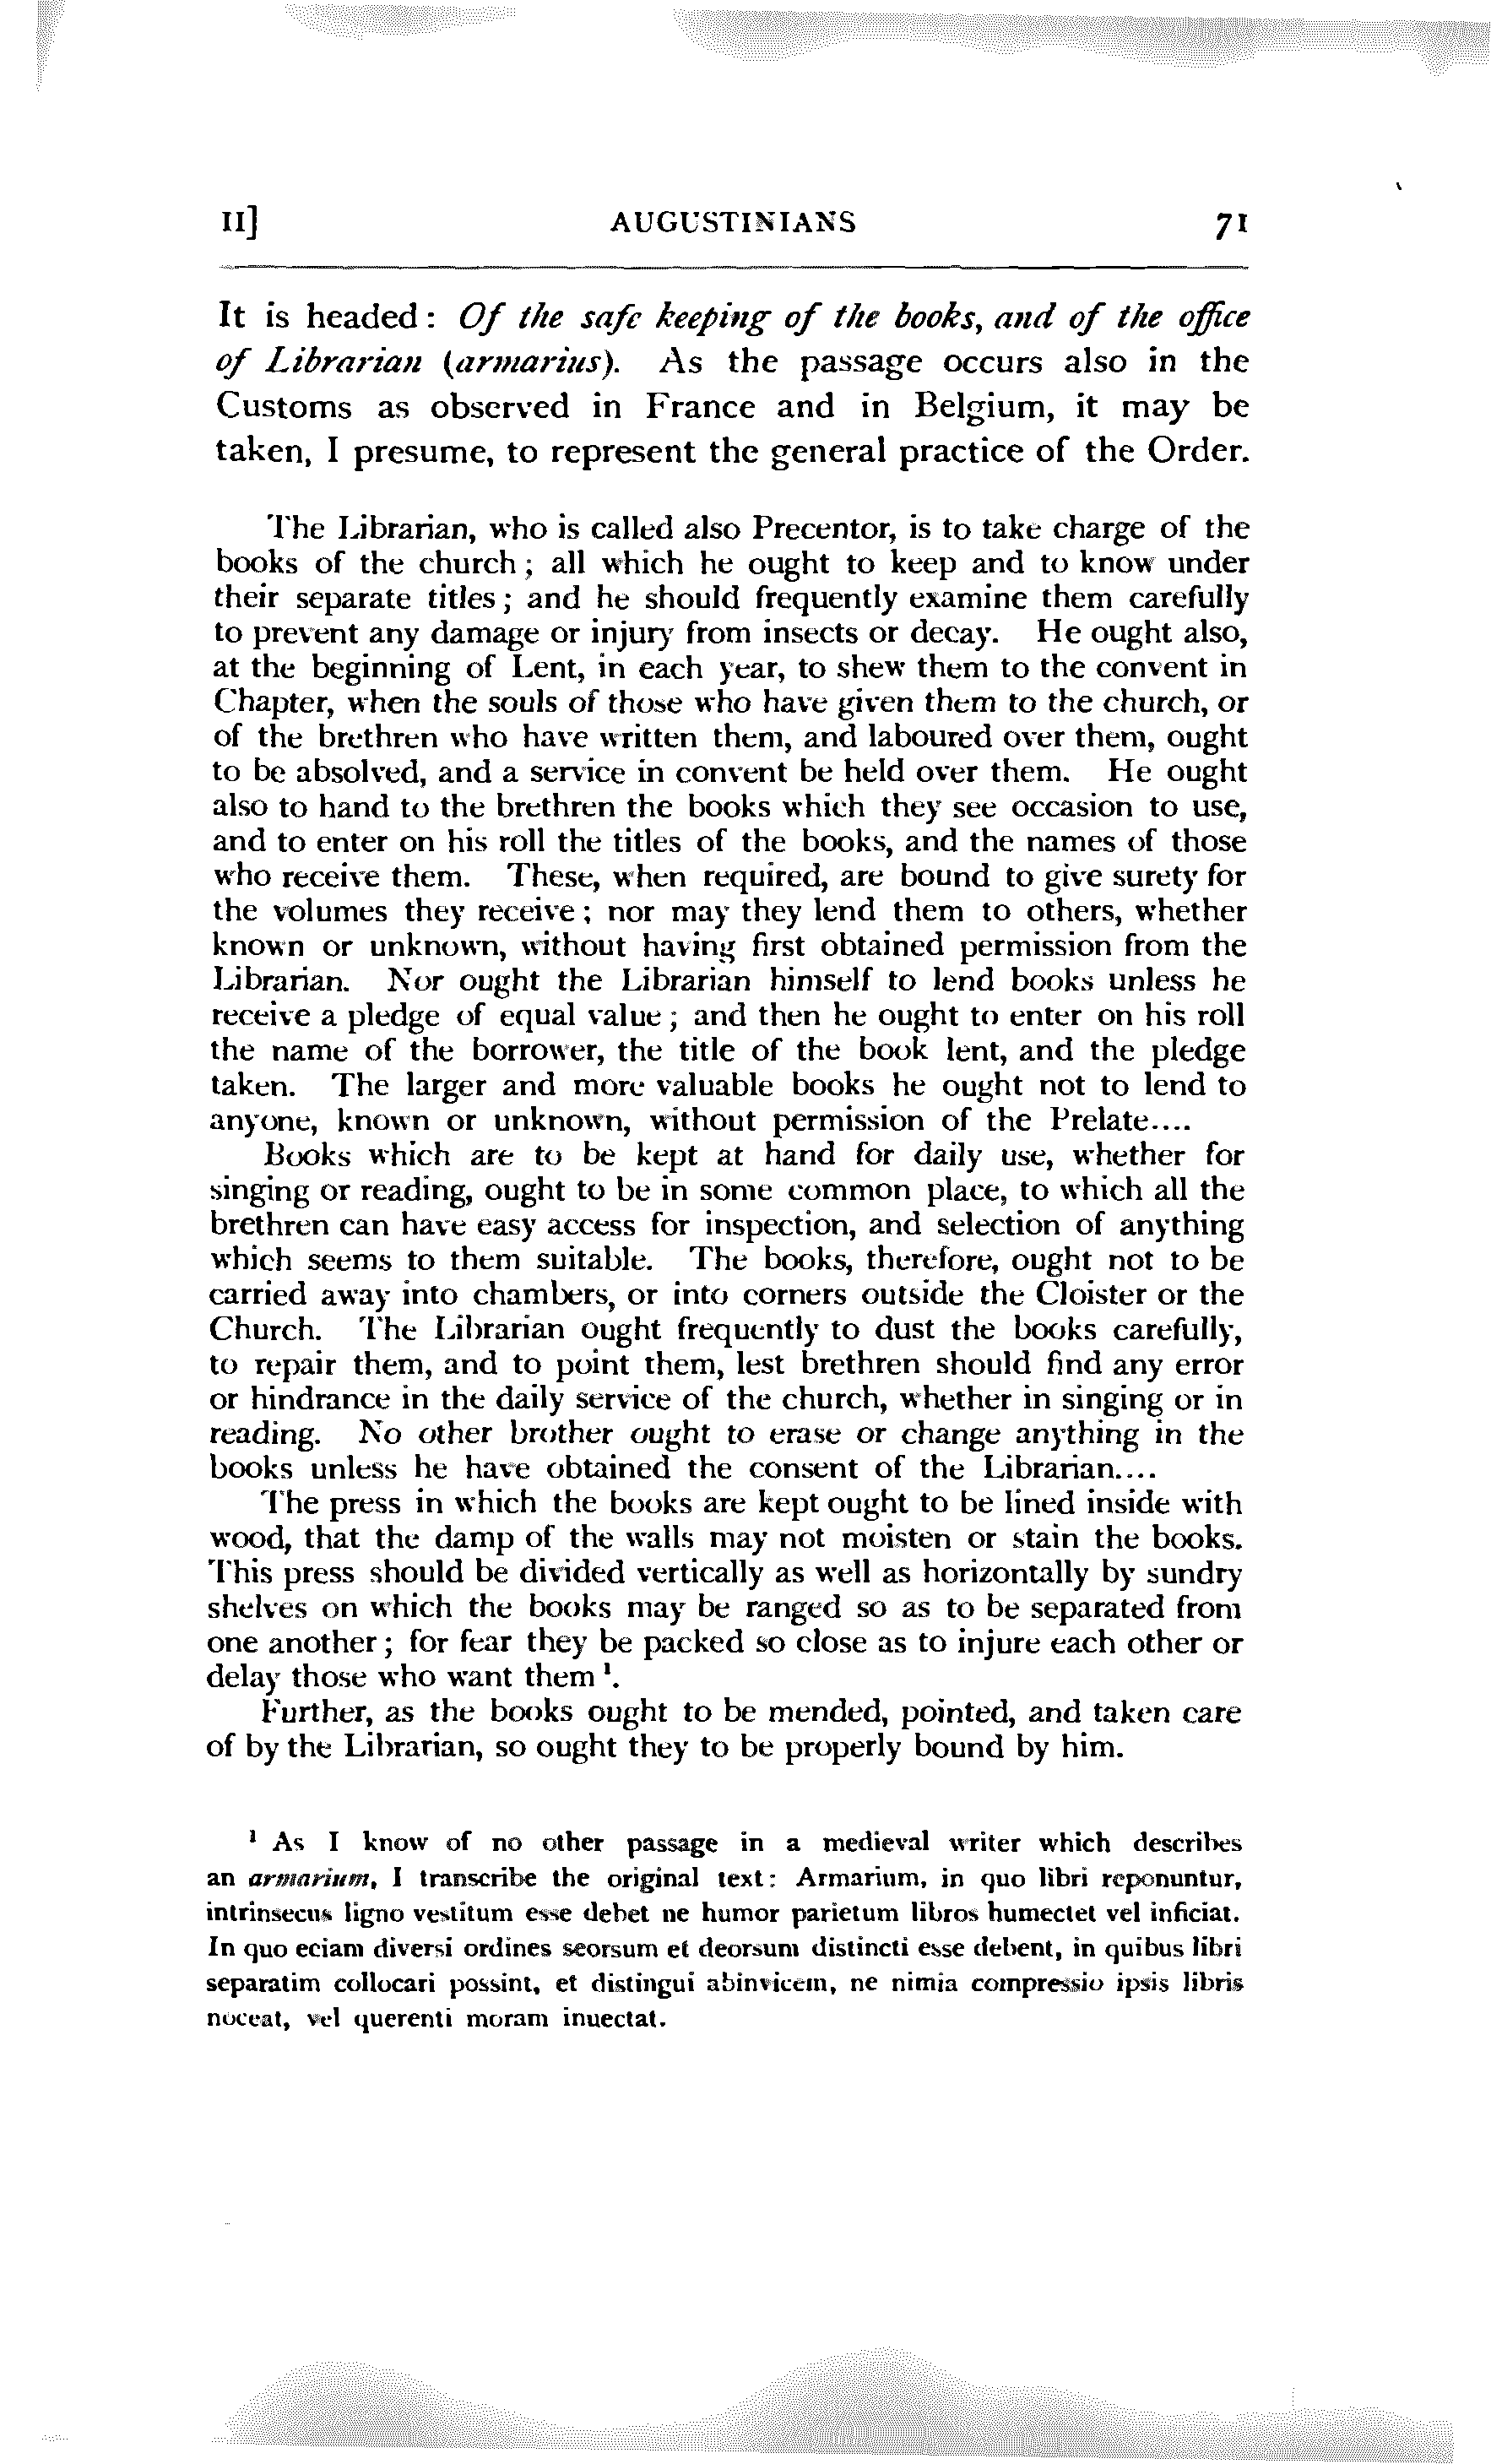 II] AUGUSTINIANS 71
It is headed: Of the safe keeping of the books, and of the office
of Librarian (armarius). As the passage occurs also in the
Customs as observed in France and in Belgium, it may be
taken, I presume, to represent the general practice of the Order.
The Librarian, who is called also Precentor, is to take charge of the
books of the church; all which he ought to keep and to know under
their separate titles; and he should frequently examine them carefully
to prevent any damage or injury from insects or decay. He ought also,
at the beginning of Lent, in each year, to shew them to the convent in
Chapter, when the souls of those who have given them to the church, or
of the brethren who have written them, and laboured over them, ought
to be absolved, and a service in convent be held over them. He ought
also to hand to the brethren the books which they see occasion to use,
and to enter on his roll the titles of the books, and the names of those
who receive them. These, when required, are bound to give surety for
the volumes they receive; nor may they lend them to others, whether
known or unknown, without having first obtained permission from the
Librarian. Nor ought the Librarian himself to lend books unless he
receive a pledge of equal value; and then he ought to enter on his roll
the name of the borrower, the title of the book lent, and the pledge
taken. The larger and more valuable books he ought not to lend to
anyone, known or unknown, without permission of the Prelate....
Books which are to be kept at hand for daily use, whether for
singing or reading, ought to be in some common place, to which all the
brethren can have easy access for inspection, and selection of anything
which seems to them suitable. The books, therefore, ought not to be
carried away into chambers, or into corners outside the Cloister or the
Church. The Librarian ought frequently to dust the books carefully,
to repair them, and to point them, lest brethren should find any error
or hindrance in the daily service of the church, whether in singing or in
reading. No other brother ought to erase or change anything in the
books unless he have obtained the consent of the Librarian....
The press in which the books are kept ought to be lined inside with
wood, that the damp of the walls may not moisten or stain the books.
This press should be divided vertically as well as horizontally by sundry
shelves on which the books may be ranged so as to be separated from
one another; for fear they be packed so close as to injure each other or
delay those who want them¹.
Further, as the books ought to be mended, pointed, and taken care
of by the Librarian, so ought they to be properly bound by him.
¹ As I know of no other passage in a medieval writer which describes
an armarium, I transcribe the original text: Armarium, in quo libri reponuntur,
intrinsecus ligno vestitum esse debet ne humor parietum libros humectet vel inficiat.
In quo eciam diversi ordines seorsum et deorsum distincti esse debent, in quibus libri
separatim collocari possint, et distingui abinvicem, ne nimia compressio ipsis libris
noceat, vel querenti moram inuectat.